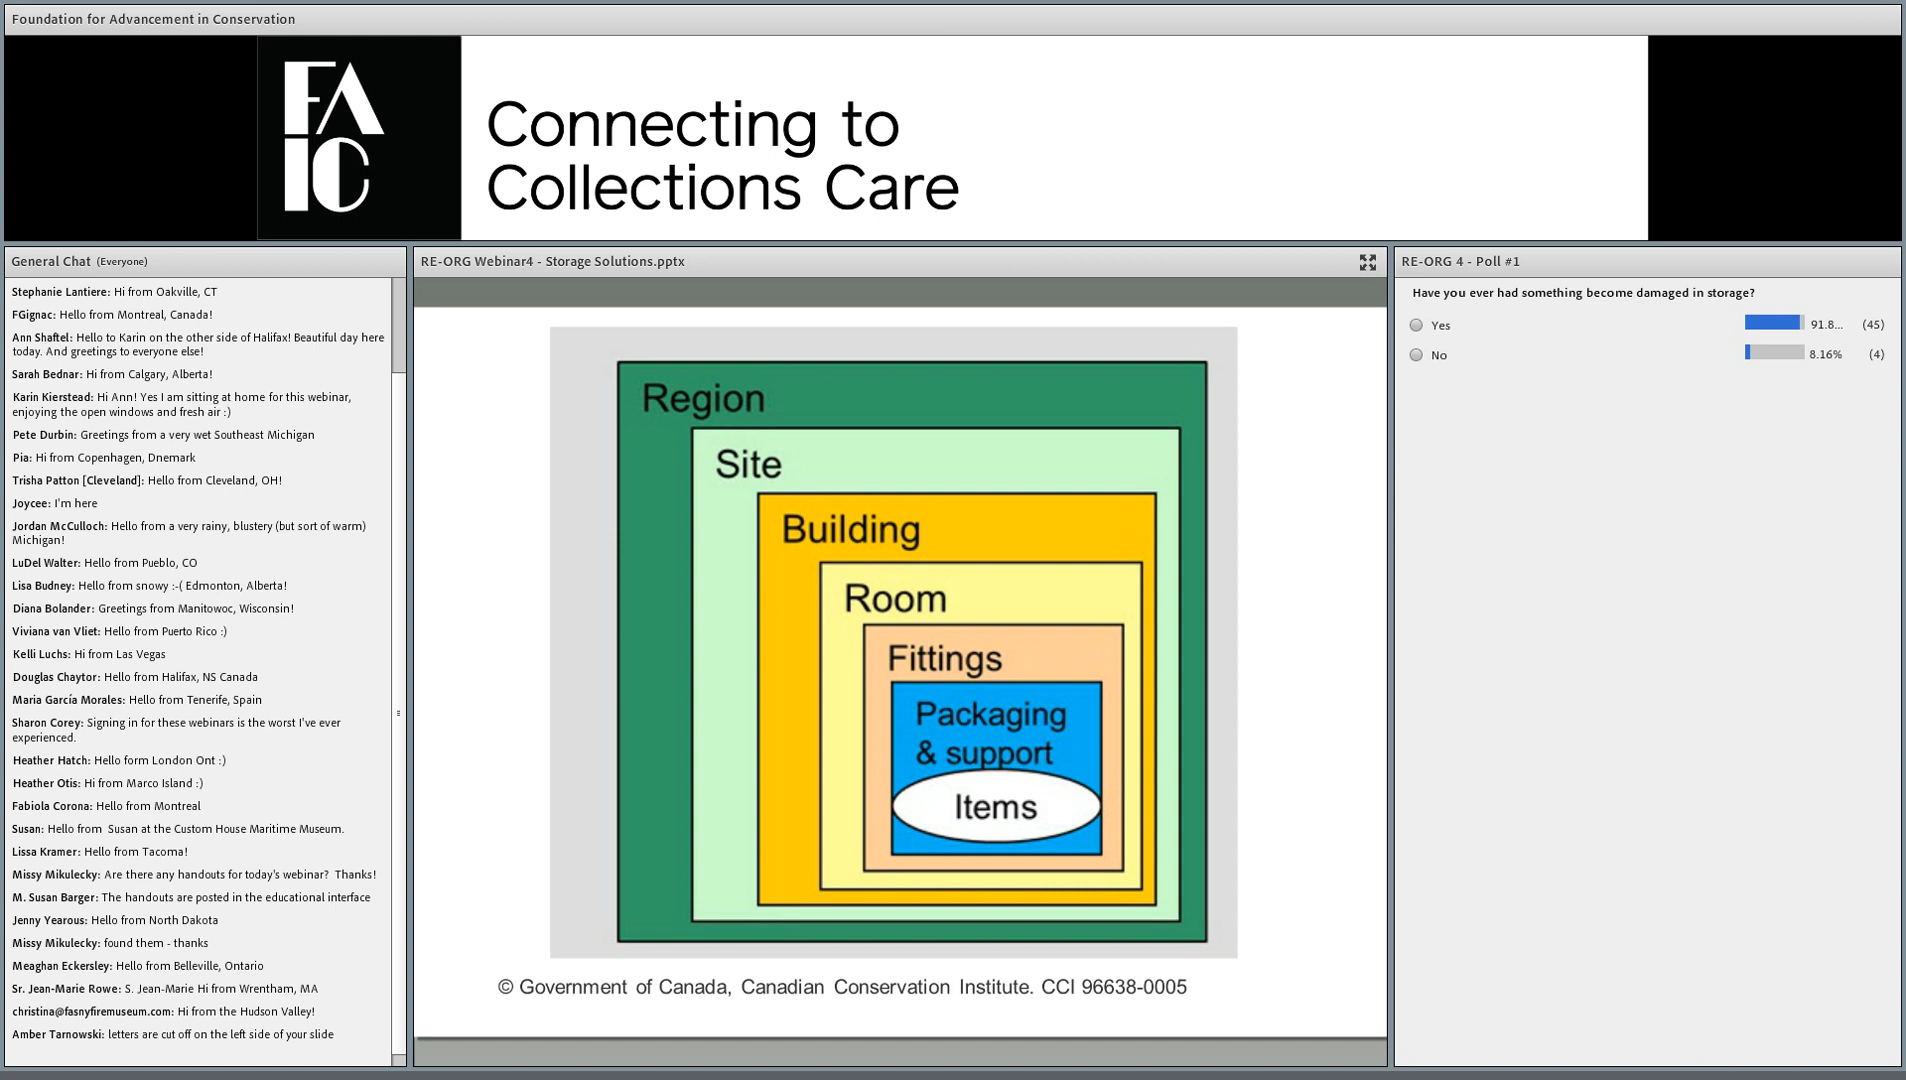 Foundation for Advancement in Conservation
FA
IC
Connecting to
Collections Care
General Chat (Everyone)
Stephanie Lantiere: Hi from Oakville, CT
FGignac: Hello from Montreal, Canada!
Ann Shaftel: Hello to Karin on the other side of Halifax! Beautiful day here
today. And greetings to everyone else!
Sarah Bednar: Hi from Calgary, Alberta!
Karin Kierstead: Hi Ann! Yes I am sitting at home for this webinar,
enjoying the open windows and fresh air :)
Pete Durbin: Greetings from a very wet Southeast Michigan
Pia: Hi from Copenhagen, Dnemark
Trisha Patton [Cleveland]: Hello from Cleveland, OH!
Joycee: I'm here
Jordan McCulloch: Hello from a very rainy, blustery (but sort of warm)
Michigan!
LuDel Walter: Hello from Pueblo, CO
Lisa Budney: Hello from snowy :-( Edmonton, Alberta!
Diana Bolander: Greetings from Manitowoc, Wisconsin!
Viviana van Vliet: Hello from Puerto Rico :)
Kelli Luchs: Hi from Las Vegas
Douglas Chaytor: Hello from Halifax, NS Canada
Maria García Morales: Hello from Tenerife, Spain
Sharon Corey: Signing in for these webinars is the worst I've ever
experienced.
Heather Hatch: Hello form London Ont :)
Heather Otis: Hi from Marco Island :)
Fabiola Corona: Hello from Montreal
Susan: Hello from Susan at the Custom House Maritime Museum.
Lissa Kramer: Hello from Tacoma!
Missy Mikulecky: Are there any handouts for today's webinar? Thanks!
M. Susan Barger: The handouts are posted in the educational interface
Jenny Yearous: Hello from North Dakota
Missy Mikulecky: found them - thanks
Meaghan Eckersley: Hello from Belleville, Ontario
Sr. Jean-Marie Rowe: S. Jean-Marie Hi from Wrentham, MA
christina@fasnyfiremuseum.com: Hi from the Hudson Valley!
Amber Tarnowski: letters are cut off on the left side of your slide
RE-ORG Webinar4 - Storage Solutions.pptx
Region
Site
Building
Room
Fittings
Packaging
& support
Items
© Government of Canada, Canadian Conservation Institute. CCI 96638-0005
RE-ORG 4 - Poll #1
Have you ever had something become damaged in storage?
Yes 91.8... (45)
No 8.16% (4)